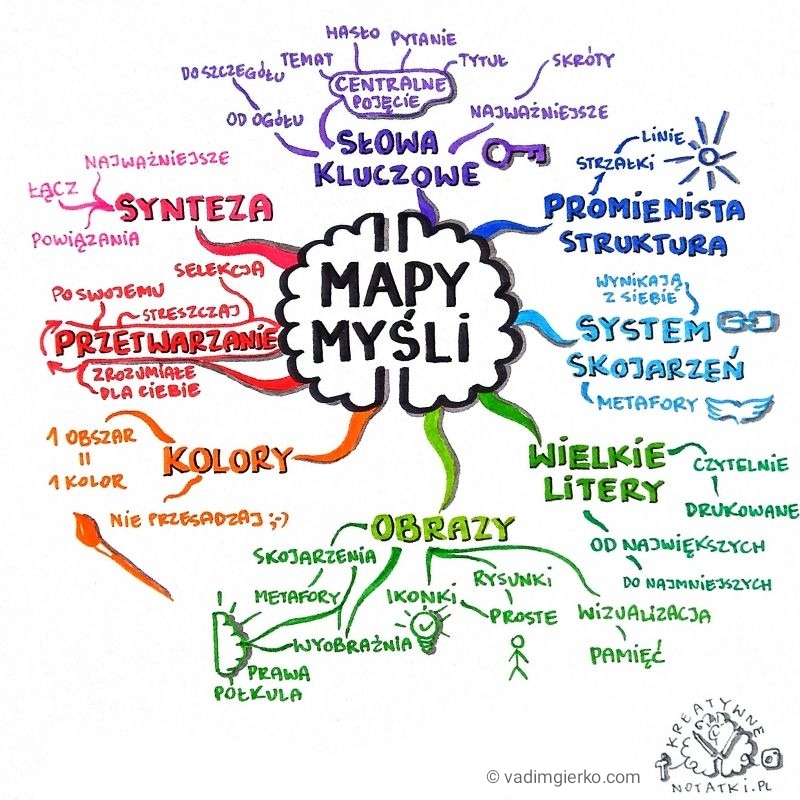 MAPY
MYŚLI
SŁOWA
KLUCZOWE
CENTRALNE
POJĘCIE
TEMAT
HASŁO
PYTANIE
TYTUŁ
OD OGÓŁU
DO SZCZEGÓŁU
NAJWAŻNIEJSZE
SKRÓTY
PROMIENISTA
STRUKTURA
STRZAŁKI
LINIE
SYSTEM
SKOJARZEŃ
WYNIKAJĄ
Z SIEBIE
METAFORY
WIELKIE
LITERY
CZYTELNIE
DRUKOWANE
OD NAJWIĘKSZYCH
DO NAJMNIEJSZYCH
OBRAZY
SKOJARZENIA
METAFORY
WYOBRAŹNIA
PRAWA
PÓŁKULA
IKONKI
RYSUNKI
PROSTE
WIZUALIZACJA
PAMIĘĆ
KOLORY
1 OBSZAR
=
1 KOLOR
NIE PRZESADZAJ ;-)
PRZETWARZANIE
SELEKCJA
PO SWOJEMU
STRESZCZAJ
ZROZUMIAŁE
DLA CIEBIE
SYNTEZA
NAJWAŻNIEJSZE
ŁĄCZ
POWIĄZANIA
KREATYWNE
NOTATKI.PL
© vadimgierko.com